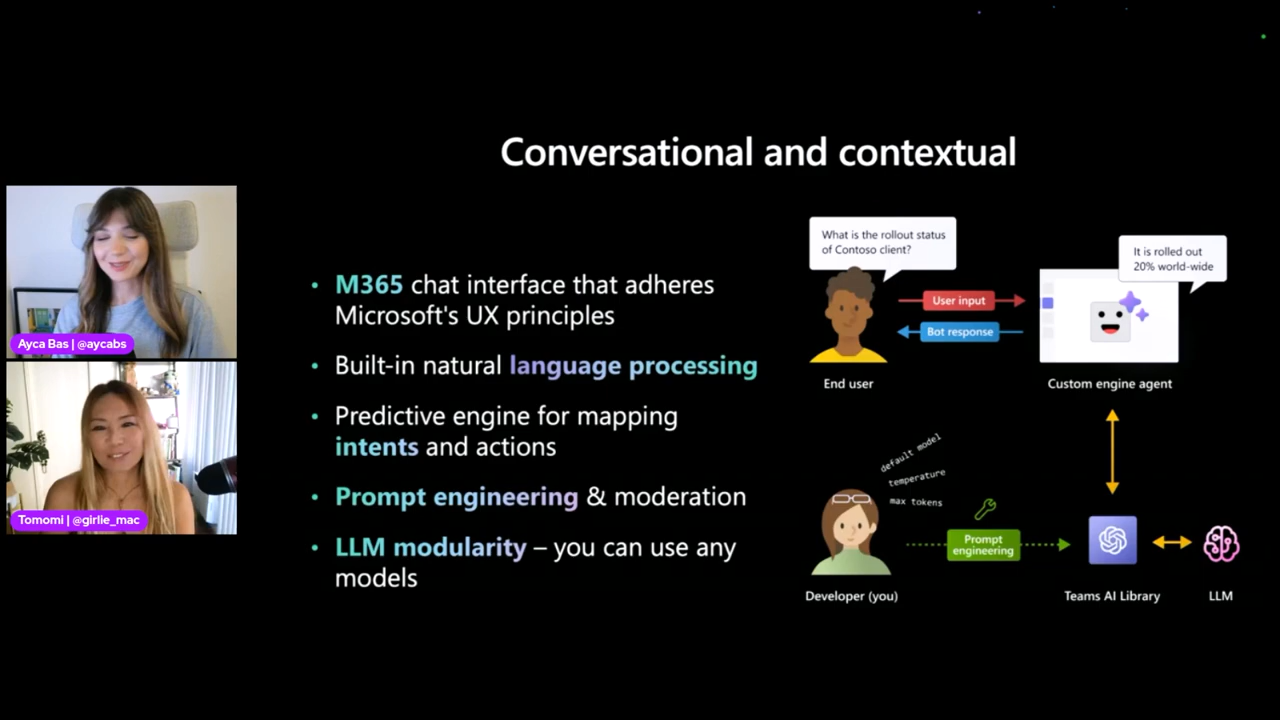 Conversational and contextual
Ayca Bas | @aycabs
Tomomi | @girlie_mac
• M365 chat interface that adheres
Microsoft's UX principles
• Built-in natural language processing
• Predictive engine for mapping
intents and actions
• Prompt engineering & moderation
• LLM modularity – you can use any
models
What is the rollout status
of Contoso client?
It is rolled out
20% world-wide
User input
Bot response
End user
Custom engine agent
default model
temperature
max tokens
Prompt
engineering
Developer (you)
Teams AI Library
LLM